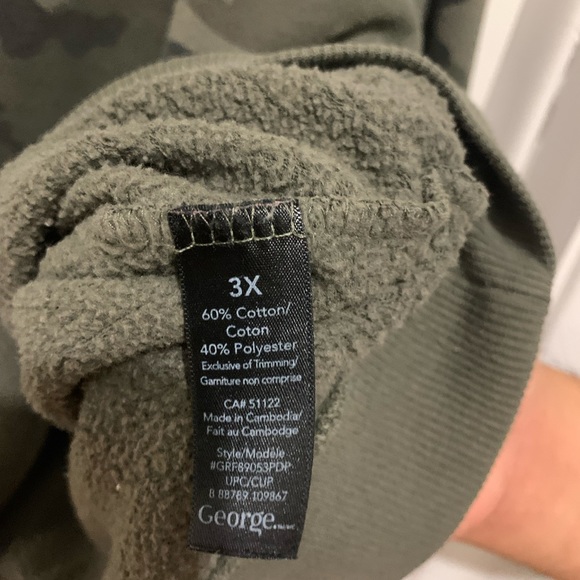 3X
60% Cotton/
Coton
40% Polyester
Exclusive of Trimming/
Garniture non comprise
CA# 51122
Made in Cambodia/
Fait au Cambodge
Style/Modèle
#GRF89053PDP
UPC/CUP
8 88789 109867
George